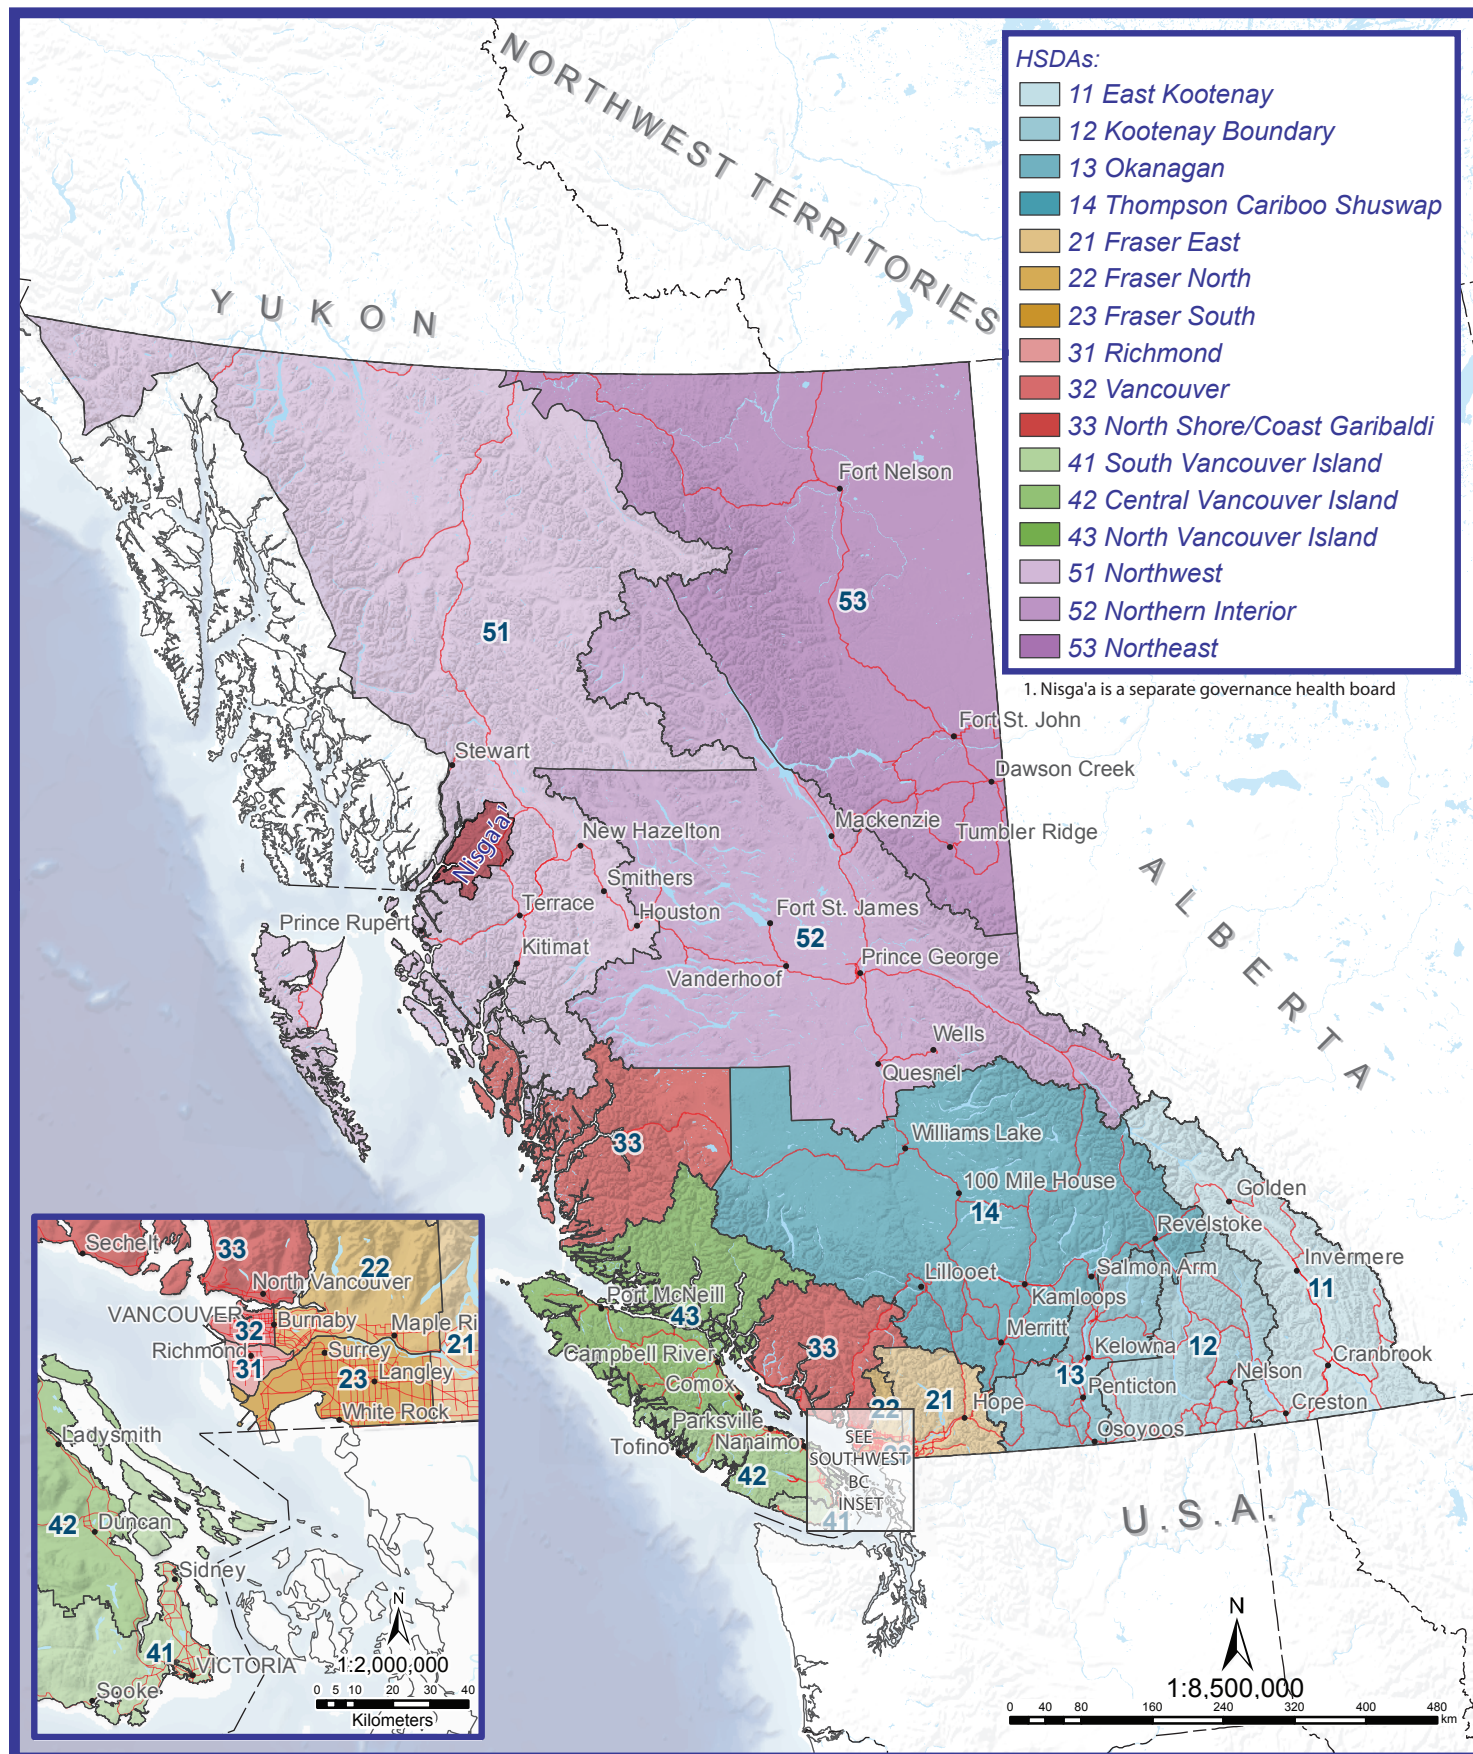 NORTHWEST TERRITORIES
YUKON
HSDAs:
11 East Kootenay
12 Kootenay Boundary
13 Okanagan
14 Thompson Cariboo Shuswap
21 Fraser East
22 Fraser North
23 Fraser South
31 Richmond
32 Vancouver
33 North Shore/Coast Garibaldi
41 South Vancouver Island
42 Central Vancouver Island
43 North Vancouver Island
51 Northwest
52 Northern Interior
53 Northeast
1. Nisga'a is a separate governance health board
Fort Nelson
53
51
Fort St. John
Stewart
Dawson Creek
Nisga'a¹
New Hazelton
Mackenzie
Tumbler Ridge
ALBERTA
Smithers
Terrace
Houston
Fort St. James
Prince Rupert
52
Kitimat
Vanderhoof
Prince George
Wells
Quesnel
33
Williams Lake
100 Mile House
14
Golden
Revelstoke
Invermere
11
Lillooet
Salmon Arm
Kamloops
Port McNeill
43
Merritt
33
Campbell River
Kelowna
12
Cranbrook
Comox
13
Penticton
Nelson
21
Hope
22
Creston
Parksville
Tofino
Nanaimo
Osoyoos
23
42
SEE
SOUTHWEST
BC
INSET
41
U.S.A.
N
1:8,500,000
0 40 80 160 240 320 400 480
km
Sechelt
33
22
North Vancouver
VANCOUVER
32
Burnaby
Maple Ri
21
Richmond
31
Surrey
23
Langley
White Rock
Ladysmith
42
Duncan
Sidney
41
VICTORIA
Sooke
N
1:2,000,000
0 5 10 20 30 40
Kilometers